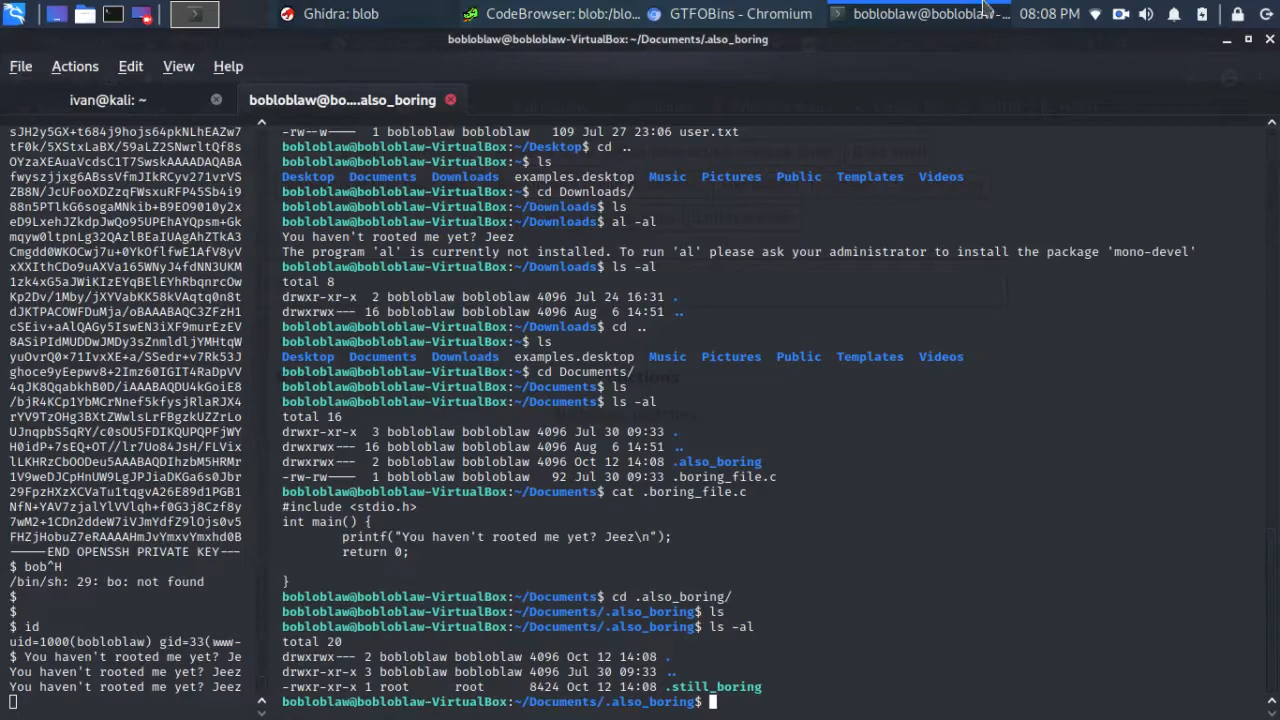 Ghidra: blob
CodeBrowser: blob:/blo...
GTFOBins - Chromium
bobloblaw@boblobla
08:08 PM
bobloblaw@bobloblaw-VirtualBox: ~/Documents/.also_boring
File Actions Edit View Help
ivan@kali: ~
bobloblaw@bo....also_boring
sJH2y5GX+t684j9hojs64pkNLhEAZw7
tF0k/5XstxLaBX/59aLZ2SNwrltQf8s
OYzaXEAuaVcdsC1T7SwskAAAADAQABA
fwyszjjxg6aBssVfmJIkRCyv271vrVS
ZB8N/JcUFooXDZzqFWsxuRFP45Sb4i9
88n5PTlkG6sogaMNkib+B9EO9010y2x
eD9LxehJZkdpJwQo95UPEhAYQpsm+Gk
mqyw0ltpnLg32QAzlBEaIUAgAhZTkA3
Cmgdd0WKOCwj7u+0YkOflfwWF3YL4o4
xXXIthCDo9uAXVa165WNyJ4fdNN3UKM
1zk4xG5aJWiKIzEYqBElEYhRbqnrcOw
Kp2Dv/1Mby/jXYVabKK58kVAqtq0n8t
dJKTPACOWFDuMja/oBAAABAQC3ZFzH1
cSEiv+aAlQAGy5IswEN3iXF9murEzEV
8ASiPIdMUDDwJMDy3sZnmldljYMHtqW
yuOvrQ0×71IvxXE+a/SSedr+v7Rk53J
ghoce9yEypwv8+2Imz60IGIT4RaDpVV
4qJK8QqabkhB0D/iAAABAQDU4kGoiE8
/bjR4KCp1YbMCrNnef5kfysjRlaRJX4
rYV9TzOHg3BXtZWwlsLrFBgzkUZZrLo
UJnqpbS5qRY/c0sOU5FDIKQUPQPFjWY
H0idP+7sEQ+OT//lr7Uo84JsH/FLVix
lLKHRzCbOODeu5AAABAQDIhzbM5HRMr
1V9weDJCpHnUW9LgJPJiaDKGa6s0Jbr
29FpzHXzXCVaTu1tqgvA26E89d1PGB1
NfN+YAV7zjalYlVVlqh+f0G3j8Czf8y
7wM2+1CDn2ddeW7iVJmYdfZ9lOjs0v5
FHZjHobuZ7eRAAAAHmJvYmxvYmxhd0B
-----END OPENSSH PRIVATE KEY---
$ bob^H
/bin/sh: 29: bo: not found
$
$
$ id
uid=1000(bobloblaw) gid=33(www-
$ You haven't rooted me yet? Je
You haven't rooted me yet? Jeez
You haven't rooted me yet? Jeez
-rw--w---- 1 bobloblaw bobloblaw 109 Jul 27 23:06 user.txt
bobloblaw@bobloblaw-VirtualBox:~/Desktop$ cd ..
bobloblaw@bobloblaw-VirtualBox:~$ ls
Desktop Documents Downloads examples.desktop Music Pictures Public Templates Videos
bobloblaw@bobloblaw-VirtualBox:~$ cd Downloads/
bobloblaw@bobloblaw-VirtualBox:~/Downloads$ ls
bobloblaw@bobloblaw-VirtualBox:~/Downloads$ al -al
You haven't rooted me yet? Jeez
The program 'al' is currently not installed. To run 'al' please ask your administrator to install the package 'mono-devel'
bobloblaw@bobloblaw-VirtualBox:~/Downloads$ ls -al
total 8
drwxr-xr-x 2 bobloblaw bobloblaw 4096 Jul 24 16:31 .
drwxrwx--- 16 bobloblaw bobloblaw 4096 Aug 6 14:51 ..
bobloblaw@bobloblaw-VirtualBox:~/Downloads$ cd ..
bobloblaw@bobloblaw-VirtualBox:~$ ls
Desktop Documents Downloads examples.desktop Music Pictures Public Templates Videos
bobloblaw@bobloblaw-VirtualBox:~$ cd Documents/
bobloblaw@bobloblaw-VirtualBox:~/Documents$ ls
bobloblaw@bobloblaw-VirtualBox:~/Documents$ ls -al
total 16
drwxr-xr-x 3 bobloblaw bobloblaw 4096 Jul 30 09:33 .
drwxrwx--- 16 bobloblaw bobloblaw 4096 Aug 6 14:51 ..
drwxrwx--- 2 bobloblaw bobloblaw 4096 Oct 12 14:08 .also_boring
-rw-rw---- 1 bobloblaw bobloblaw 92 Jul 30 09:33 .boring_file.c
bobloblaw@bobloblaw-VirtualBox:~/Documents$ cat .boring_file.c
#include <stdio.h>
int main() {
printf("You haven't rooted me yet? Jeez\n");
return 0;
}
bobloblaw@bobloblaw-VirtualBox:~/Documents$ cd .also_boring/
bobloblaw@bobloblaw-VirtualBox:~/Documents/.also_boring$ ls
bobloblaw@bobloblaw-VirtualBox:~/Documents/.also_boring$ ls -al
total 20
drwxrwx--- 2 bobloblaw bobloblaw 4096 Oct 12 14:08 .
drwxr-xr-x 3 bobloblaw bobloblaw 4096 Jul 30 09:33 ..
-rwxr-xr-x 1 root root 8424 Oct 12 14:08 .still_boring
bobloblaw@bobloblaw-VirtualBox:~/Documents/.also_boring$